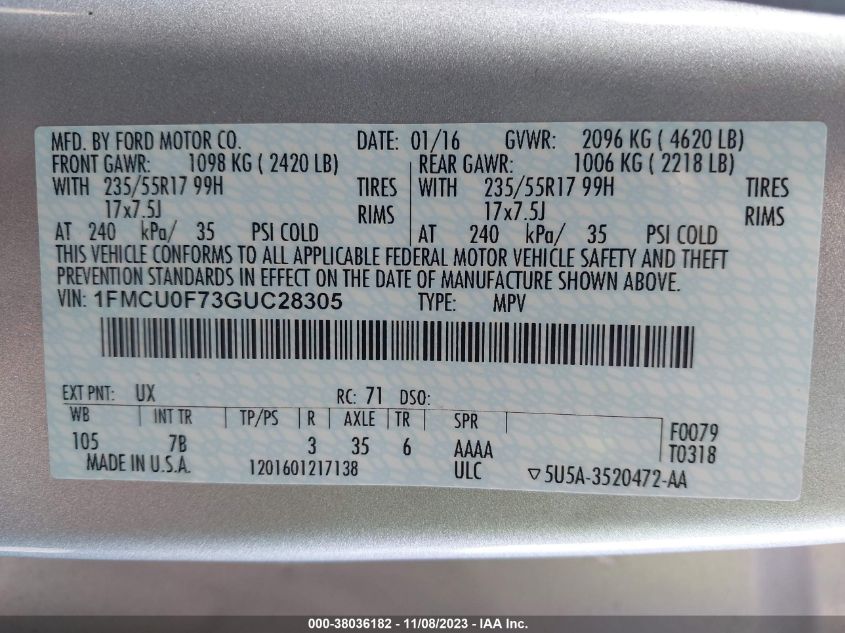 MFD. BY FORD MOTOR CO. DATE: 01/16 GVWR: 2096 KG ( 4620 LB)
FRONT GAWR: 1098 KG ( 2420 LB) REAR GAWR: 1006 KG ( 2218 LB)
WITH 235/55R17 99H TIRES WITH 235/55R17 99H TIRES
17x7.5J RIMS 17x7.5J RIMS
AT 240 kPa/ 35 PSI COLD AT 240 kPa/ 35 PSI COLD
THIS VEHICLE CONFORMS TO ALL APPLICABLE FEDERAL MOTOR VEHICLE SAFETY AND THEFT
PREVENTION STANDARDS IN EFFECT ON THE DATE OF MANUFACTURE SHOWN ABOVE.
VIN: 1FMCU0F73GUC28305 TYPE: MPV
EXT PNT: UX RC: 71 DSO:
WB INT TR TP/PS R AXLE TR SPR F0079
105 7B 3 35 6 AAAA T0318
MADE IN U.S.A. 1201601217138 ULC ▽5U5A-3520472-AA
000-38036182 - 11/08/2023 - IAA Inc.